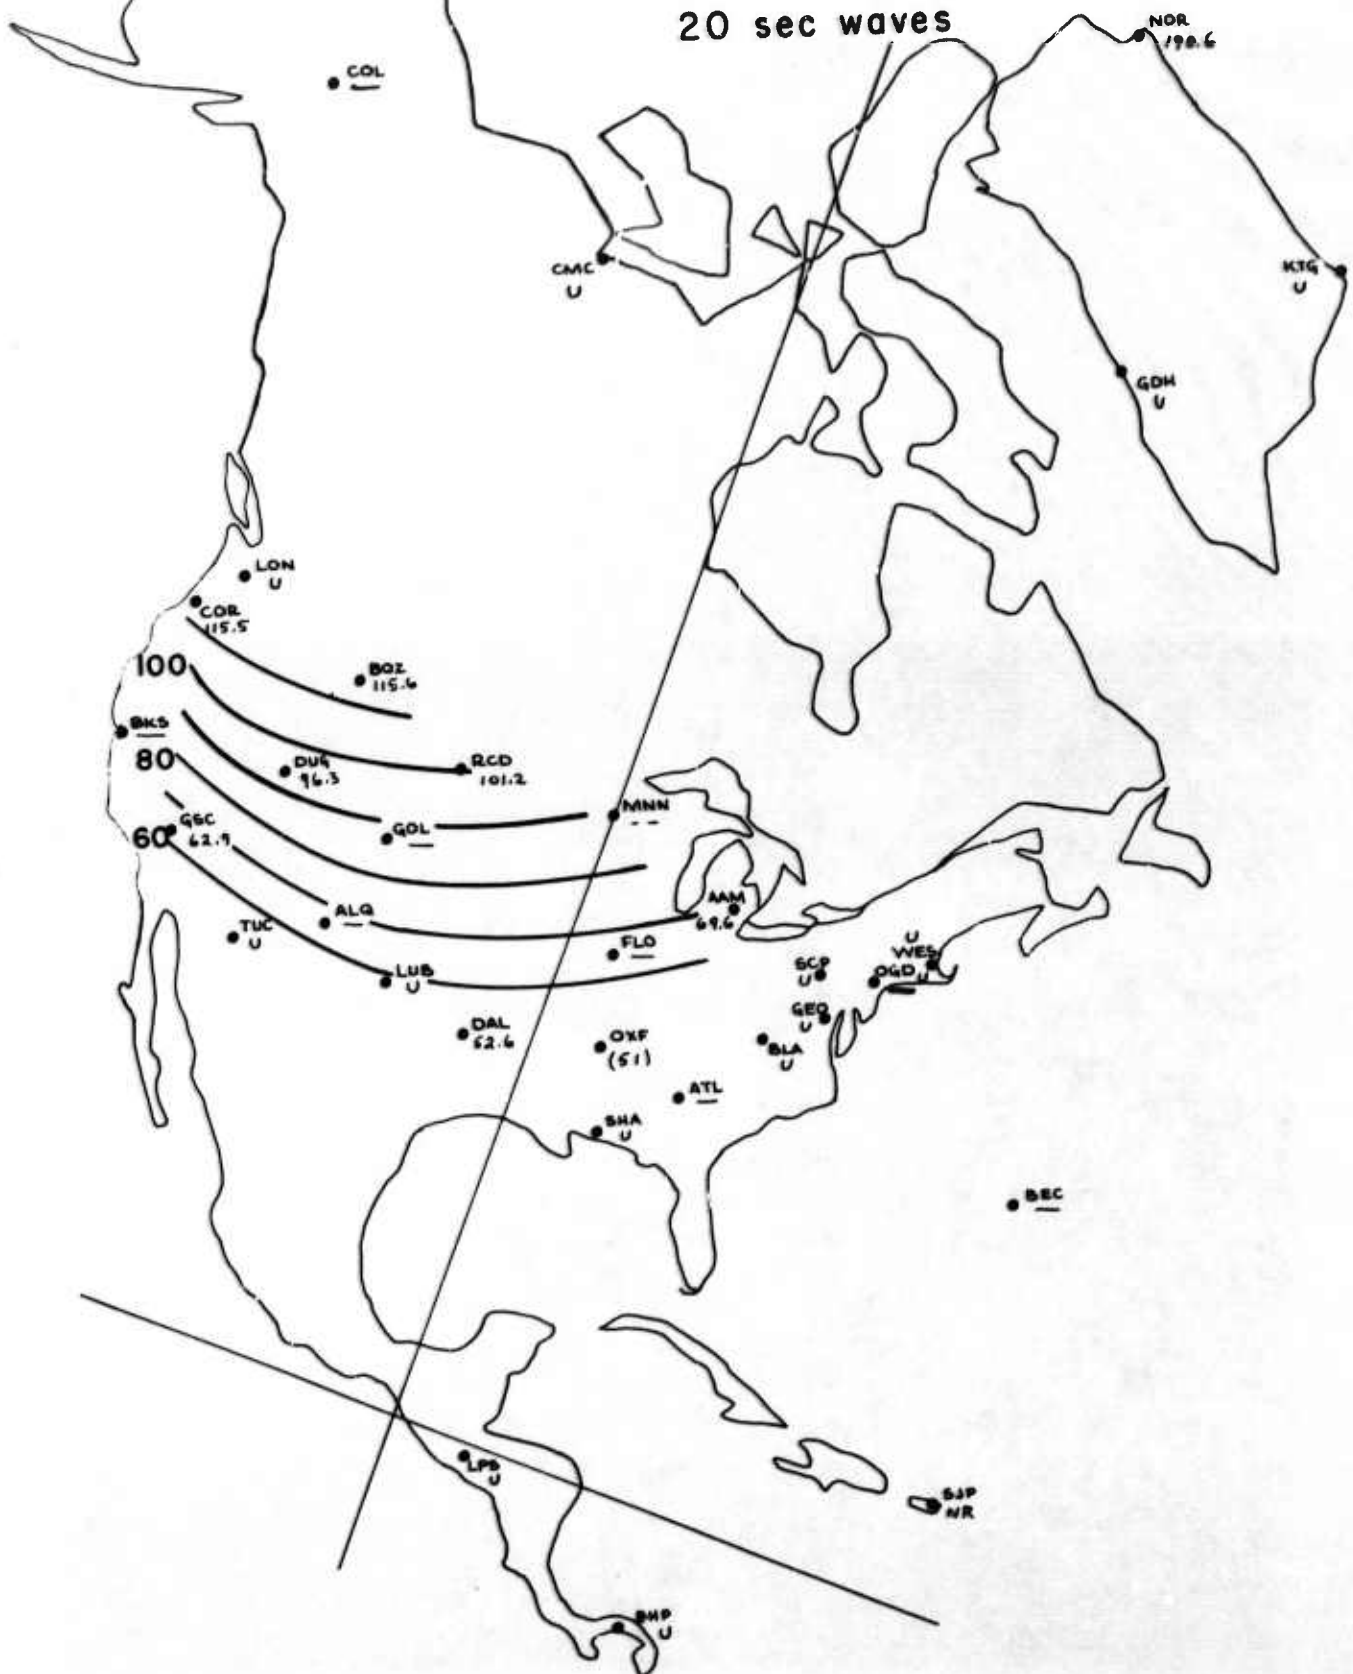 20 sec waves
NOR
190.6
COL
—
CMC
U
KTG
U
GDH
U
LON
U
COR
115.5
100
BOZ
115.6
BKS
—
80
DUG
96.3
RCD
101.2
MNN
- -
60
GSC
62.9
GOL
—
AAM
69.6
ALQ
—
TUC
U
FLO
—
U
WES
U
SCP
U
OGD
—
LUB
U
GEO
U
DAL
52.6
OXF
(51)
BLA
U
ATL
—
SHA
U
BEC
—
LPS
U
SJP
NR
BHP
U